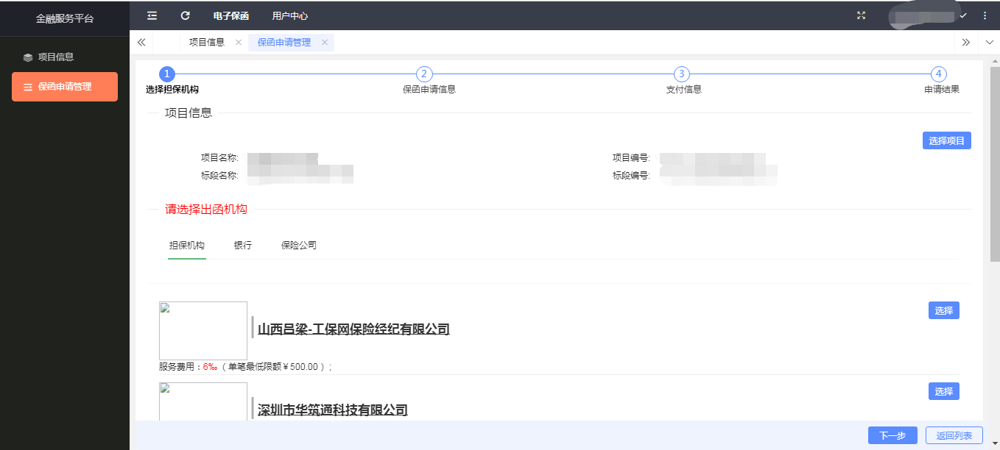 金融服务平台
电子保函 用户中心
项目信息
保函申请管理
项目信息 保函申请管理
1 2 3 4
选择担保机构 保函申请信息 支付信息 申请结果
项目信息
选择项目
项目名称: 项目编号:
标段名称: 标段编号:
请选择出函机构
担保机构 银行 保险公司
选择
山西吕梁-工保网保险经纪有限公司
服务费用：6‰（单笔最低限额￥500.00）;
选择
深圳市华筑通科技有限公司
下一步 返回列表